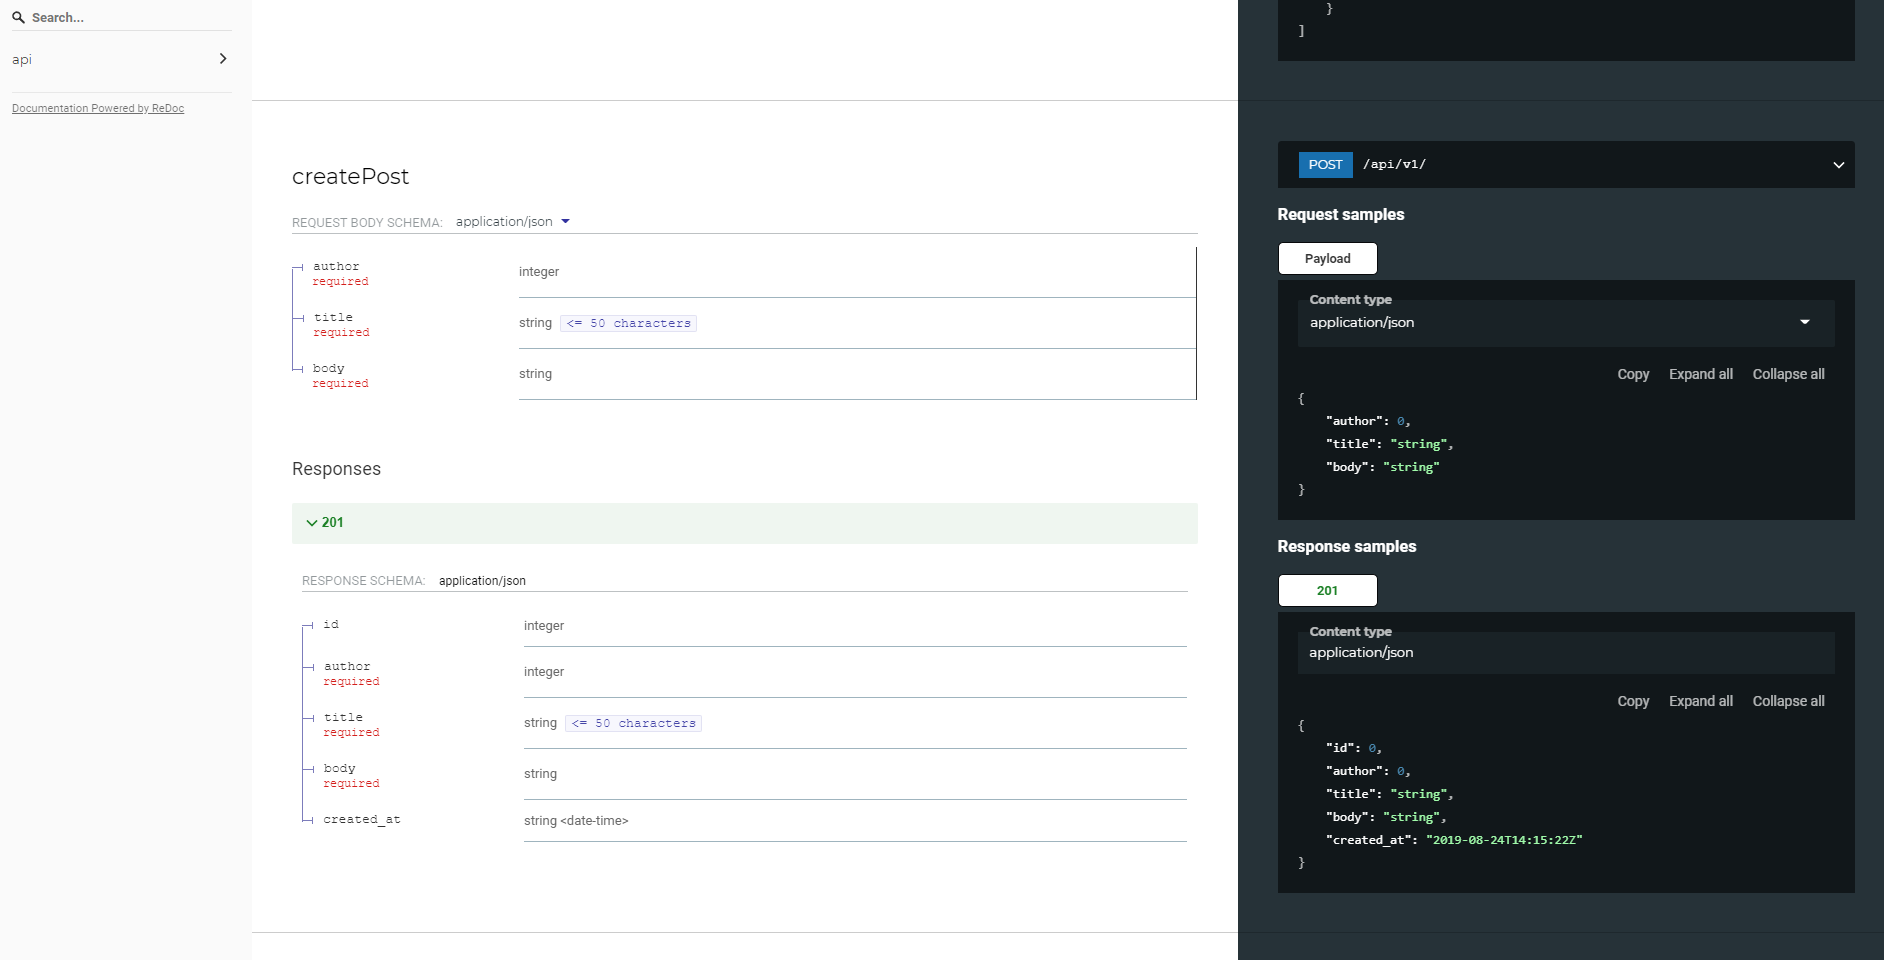 Search...
api
Documentation Powered by ReDoc
createPost
REQUEST BODY SCHEMA: application/json
author
required
integer
title
required
string <= 50 characters
body
required
string
Responses
201
RESPONSE SCHEMA: application/json
id
integer
author
required
integer
title
required
string <= 50 characters
body
required
string
created_at
string <date-time>
}
]
POST /api/v1/
Request samples
Payload
Content type
application/json
Copy Expand all Collapse all
{
"author": 0,
"title": "string",
"body": "string"
}
Response samples
201
Content type
application/json
Copy Expand all Collapse all
{
"id": 0,
"author": 0,
"title": "string",
"body": "string",
"created_at": "2019-08-24T14:15:22Z"
}